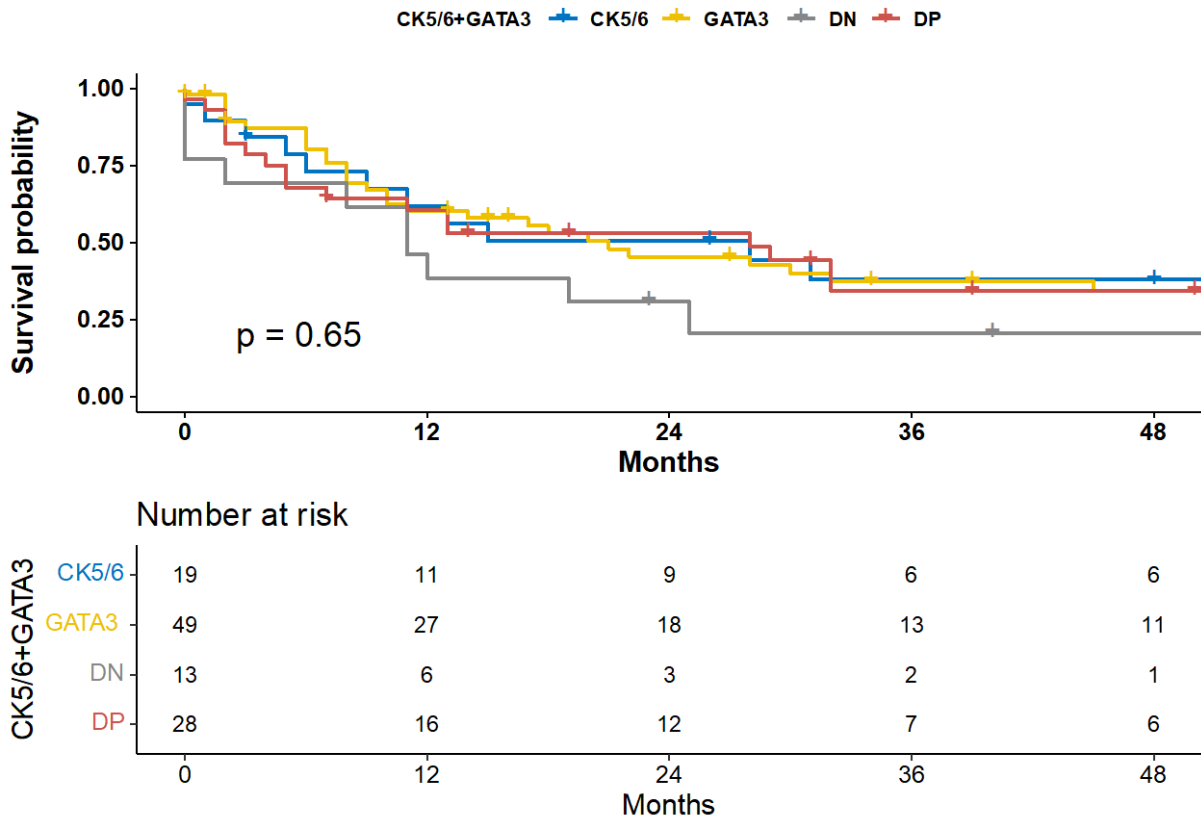 CK5/6+GATA3 CK5/6 GATA3 DN DP
Survival probability
1.00
0.75
0.50
0.25
0.00
p = 0.65
0 12 24 36 48
Months
Number at risk
CK5/6+GATA3
CK5/6 19 11 9 6 6
GATA3 49 27 18 13 11
DN 13 6 3 2 1
DP 28 16 12 7 6
0 12 24 36 48
Months